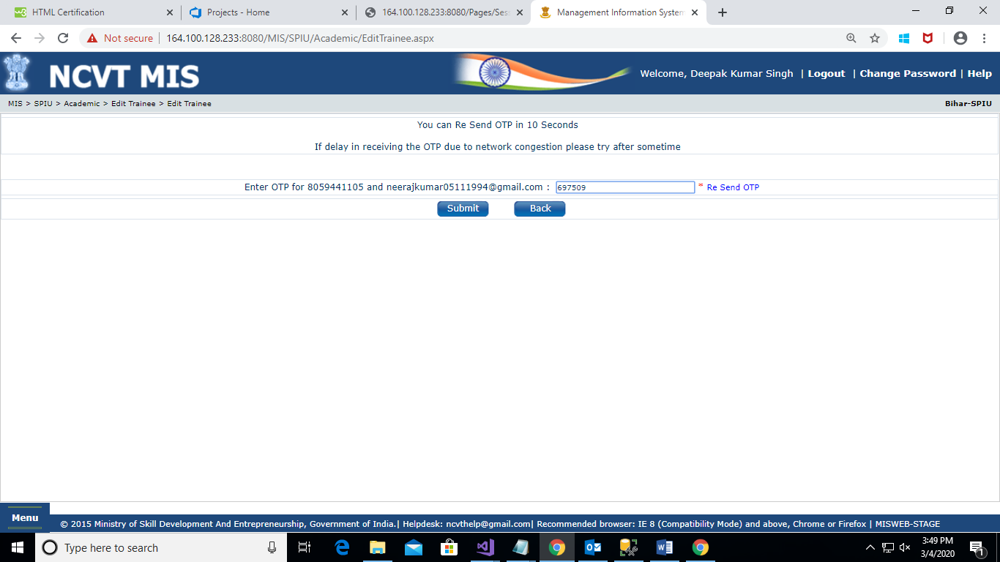 HTML Certification
Projects - Home
164.100.128.233:8080/Pages/Ses
Management Information System
Not secure | 164.100.128.233:8080/MIS/SPIU/Academic/EditTrainee.aspx
NCVT MIS
Welcome, Deepak Kumar Singh | Logout | Change Password | Help
MIS > SPIU > Academic > Edit Trainee > Edit Trainee
Bihar-SPIU
You can Re Send OTP in 10 Seconds
If delay in receiving the OTP due to network congestion please try after sometime
Enter OTP for 8059441105 and neerajkumar05111994@gmail.com : 697509 * Re Send OTP
Submit Back
Menu
© 2015 Ministry of Skill Development And Entrepreneurship, Government of India.| Helpdesk: ncvthelp@gmail.com| Recommended browser: IE 8 (Compatibility Mode) and above, Chrome or Firefox | MISWEB-STAGE
Type here to search
3:49 PM
3/4/2020
1